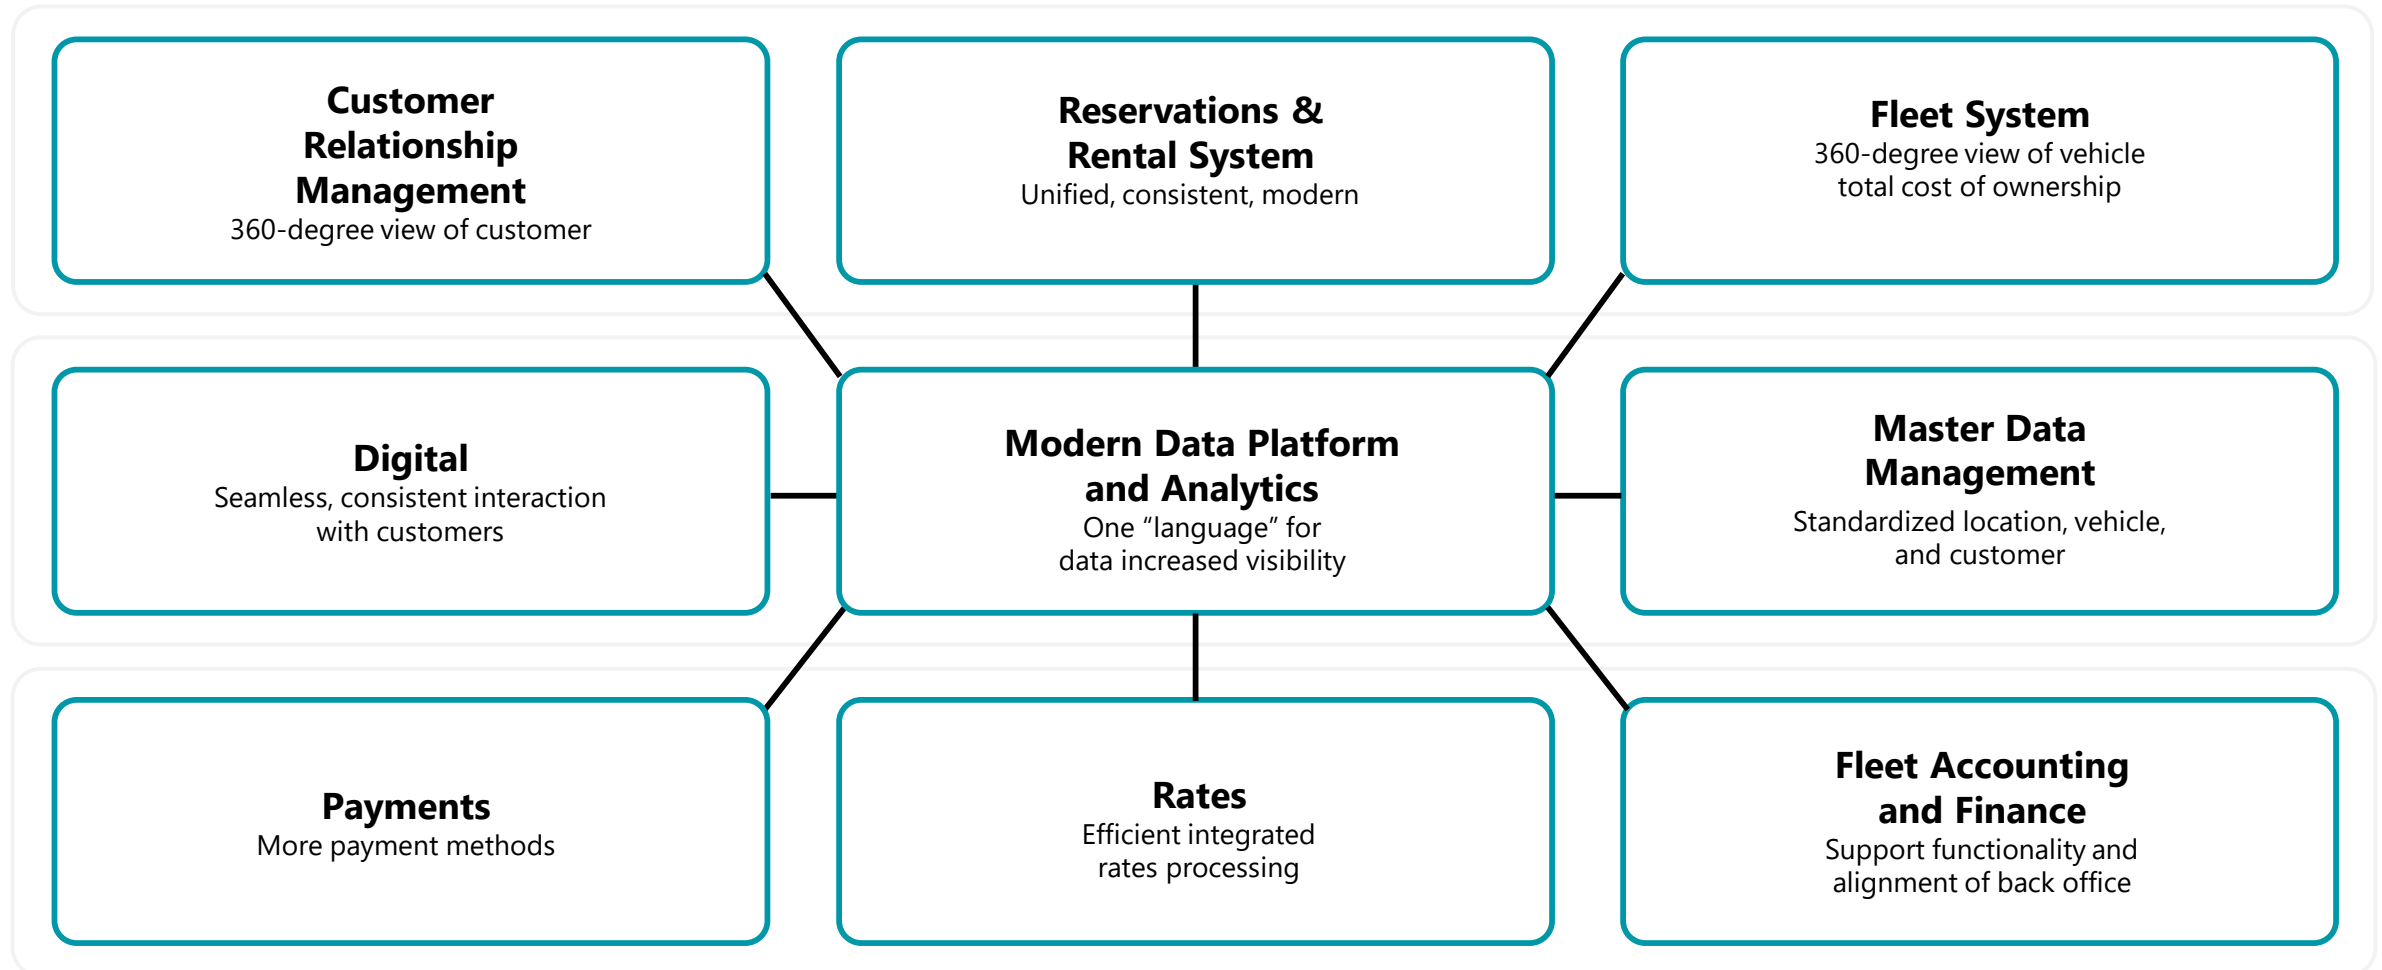 Customer
Relationship
Management
360-degree view of customer
Reservations &
Rental System
Unified, consistent, modern
Fleet System
360-degree view of vehicle
total cost of ownership
Digital
Seamless, consistent interaction
with customers
Modern Data Platform
and Analytics
One “language” for
data increased visibility
Master Data
Management
Standardized location, vehicle,
and customer
Payments
More payment methods
Rates
Efficient integrated
rates processing
Fleet Accounting
and Finance
Support functionality and
alignment of back office